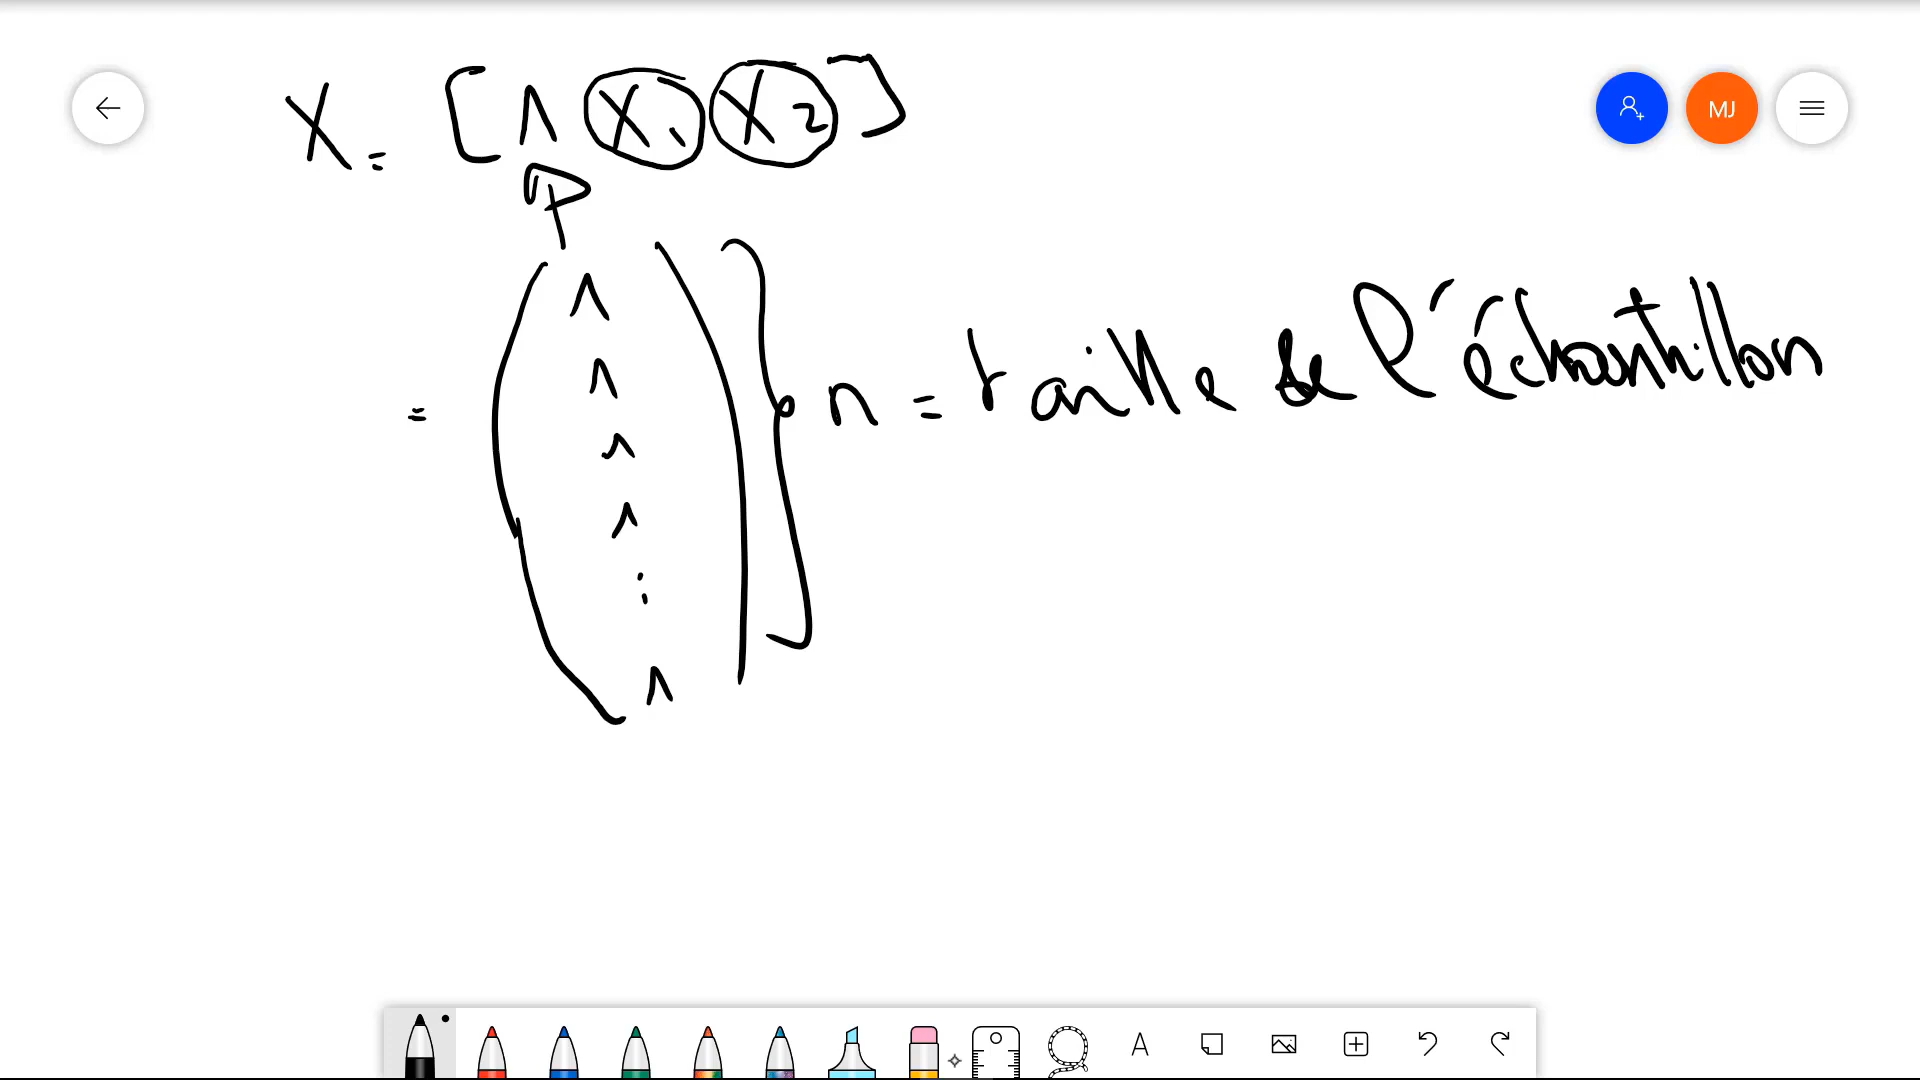 X = [1 X1 X2]
MJ
1
1
= 1 n = taille de l'échantillon
1
:
1
A